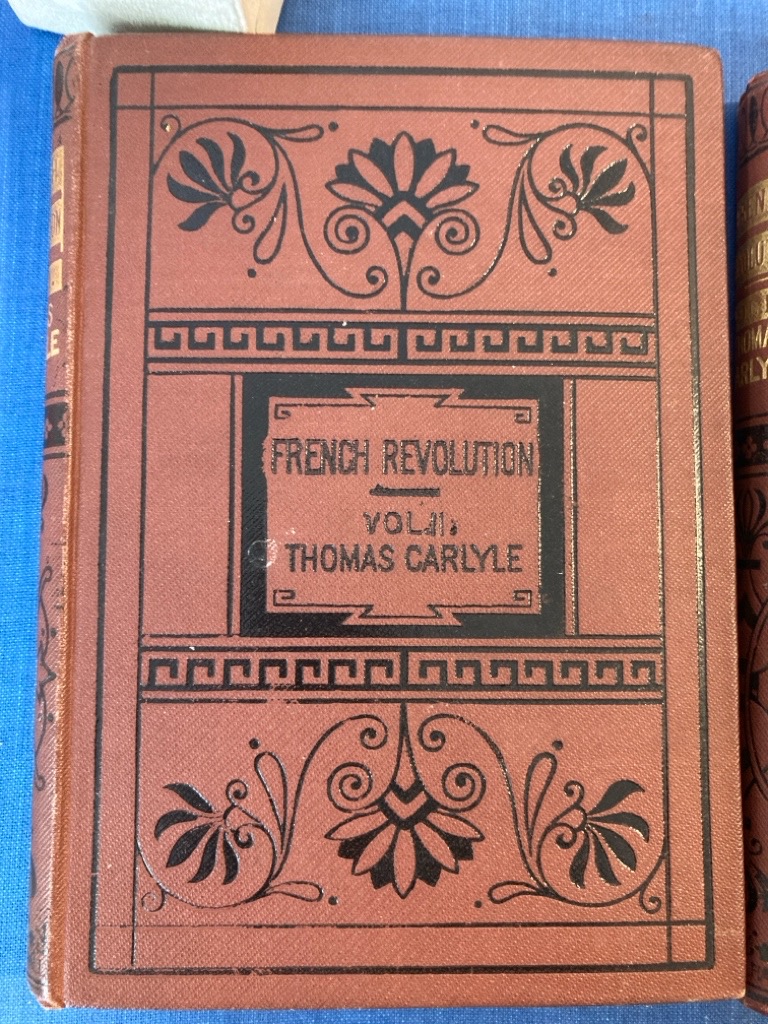 FRENCH REVOLUTION
VOL. II.
THOMAS CARLYLE